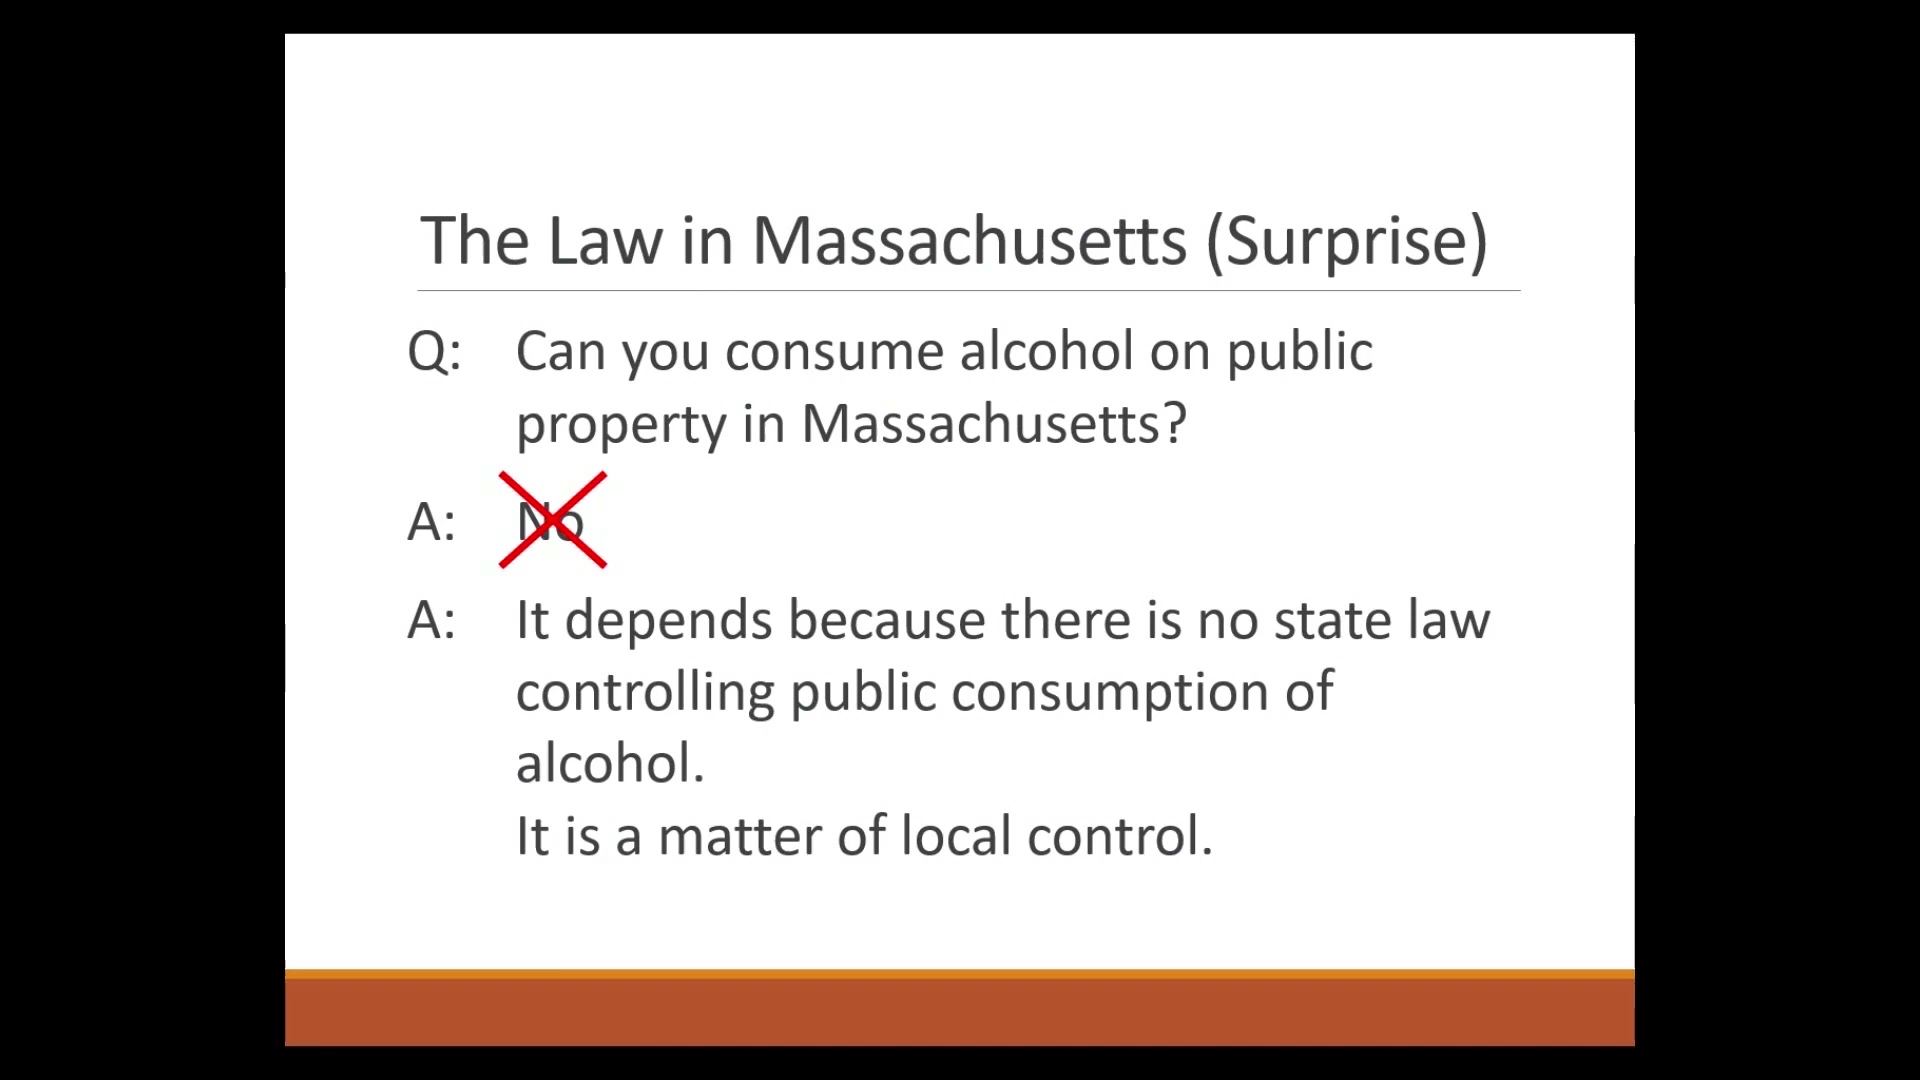 The Law in Massachusetts (Surprise)
Q: Can you consume alcohol on public
property in Massachusetts?
A: No
A: It depends because there is no state law
controlling public consumption of
alcohol.
It is a matter of local control.